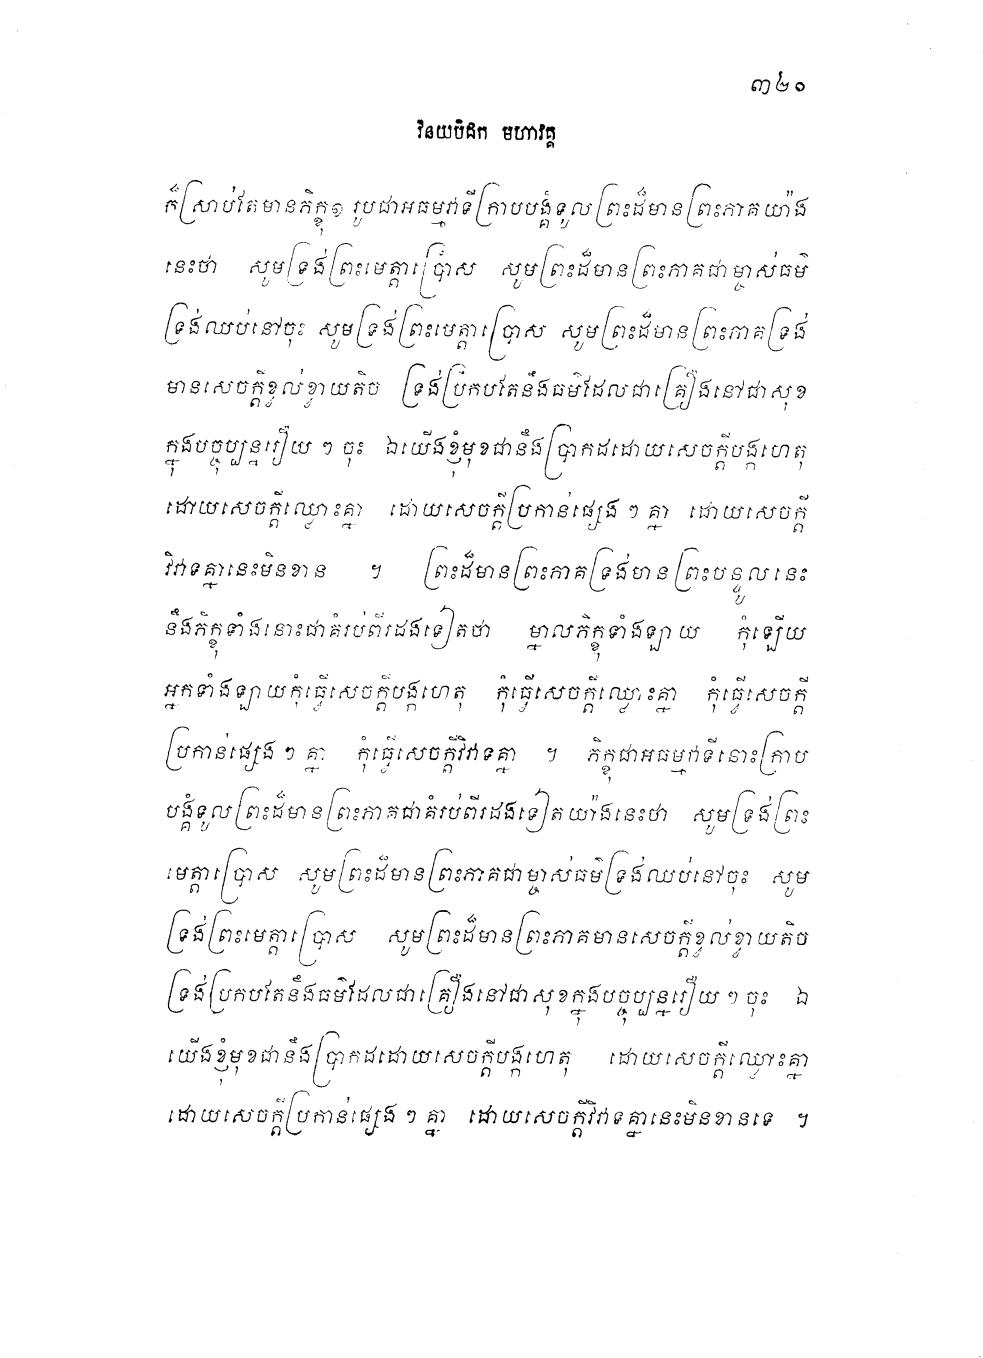 ៣២០
វិនយបិដក មហាវគ្គ
ក៏ស្រាប់តែមានភិក្ខុ១ រូបជាអធម្មវាទីក្រាបបង្គំទូលព្រះដ៏មានព្រះភាគយ៉ាង
នេះថា សូមទ្រង់ព្រះមេត្តាប្រោស សូមព្រះដ៏មានព្រះភាគជាម្ចាស់ធម៌
ទ្រង់ឈប់នៅចុះ សូមទ្រង់ព្រះមេត្តាប្រោស សូមព្រះដ៏មានព្រះភាគទ្រង់
មានសេចក្តីខ្វល់ខ្វាយតិច ទ្រង់ប្រកបតែនឹងធម៌ដែលជាគ្រឿងនៅជាសុខ
ក្នុងបច្ចុប្បន្នរឿយ ៗ ចុះ ឯយើងខ្ញុំមុខជានឹងប្រាកដដោយសេចក្តីបង្កហេតុ
ដោយសេចក្តីឈ្លោះគ្នា ដោយសេចក្តីប្រកាន់ផ្សេង ៗ គ្នា ដោយសេចក្តី
វិវាទគ្នានេះមិនខាន ។ ព្រះដ៏មានព្រះភាគទ្រង់មានព្រះបន្ទូលនេះ
នឹងភិក្ខុទាំងនោះជាគំរប់ពីរដងទៀតថា ម្នាលភិក្ខុទាំងឡាយ កុំឡើយ
អ្នកទាំងឡាយកុំធ្វើសេចក្តីបង្កហេតុ កុំធ្វើសេចក្តីឈ្លោះគ្នា កុំធ្វើសេចក្តី
ប្រកាន់ផ្សេង ៗ គ្នា កុំធ្វើសេចក្តីវិវាទគ្នា ។ ភិក្ខុជាអធម្មវាទីនោះក្រាប
បង្គំទូលព្រះដ៏មានព្រះភាគជាគំរប់ពីរដងទៀតយ៉ាងនេះថា សូមទ្រង់ព្រះ
មេត្តាប្រោស សូមព្រះដ៏មានព្រះភាគជាម្ចាស់ធម៌ទ្រង់ឈប់នៅចុះ សូម
ទ្រង់ព្រះមេត្តាប្រោស សូមព្រះដ៏មានព្រះភាគមានសេចក្តីខ្វល់ខ្វាយតិច
ទ្រង់ប្រកបតែនឹងធម៌ដែលជាគ្រឿងនៅជាសុខក្នុងបច្ចុប្បន្នរឿយ ៗ ចុះ ឯ
យើងខ្ញុំមុខជានឹងប្រាកដដោយសេចក្តីបង្កហេតុ ដោយសេចក្តីឈ្លោះគ្នា
ដោយសេចក្តីប្រកាន់ផ្សេង ៗ គ្នា ដោយសេចក្តីវិវាទគ្នានេះមិនខានទេ ។